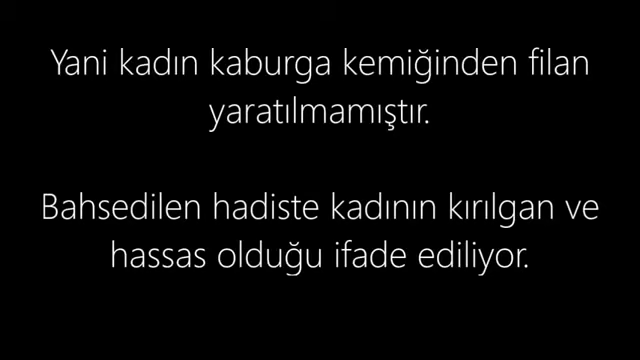 Yani kadın kaburga kemiğinden filan
yaratılmamıştır.
Bahsedilen hadiste kadının kırılgan ve
hassas olduğu ifade ediliyor.